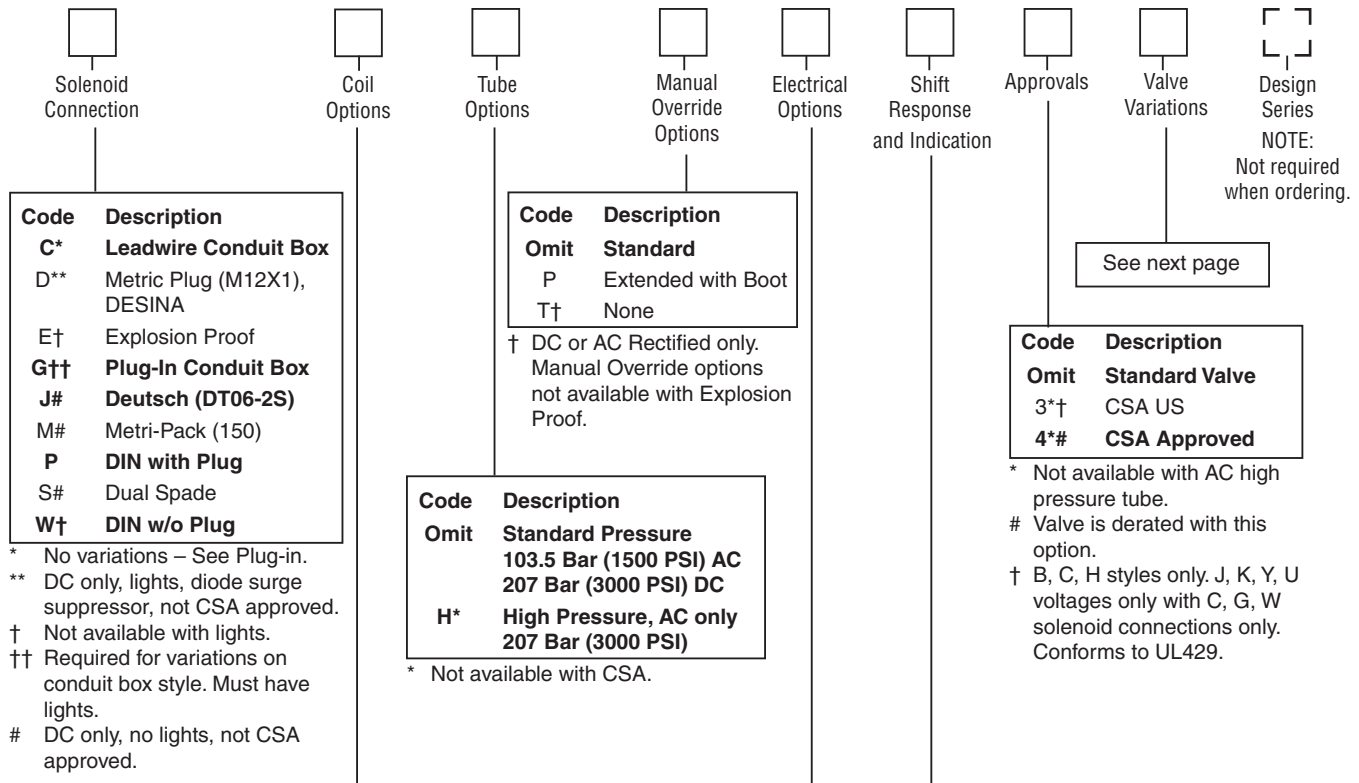 Solenoid
Connection
Coil
Options
Tube
Options
Manual
Override
Options
Electrical
Options
Shift
Response
and Indication
Approvals
Valve
Variations
Design
Series
NOTE:
Not required
when ordering.
Code Description
C* Leadwire Conduit Box
D** Metric Plug (M12X1),
DESINA
E† Explosion Proof
G†† Plug-In Conduit Box
J# Deutsch (DT06-2S)
M# Metri-Pack (150)
P DIN with Plug
S# Dual Spade
W† DIN w/o Plug
* No variations – See Plug-in.
** DC only, lights, diode surge
suppressor, not CSA approved.
† Not available with lights.
†† Required for variations on
conduit box style. Must have
lights.
# DC only, no lights, not CSA
approved.
Code Description
Omit Standard
P Extended with Boot
T† None
† DC or AC Rectified only.
Manual Override options
not available with Explosion
Proof.
Code Description
Omit Standard Pressure
103.5 Bar (1500 PSI) AC
207 Bar (3000 PSI) DC
H* High Pressure, AC only
207 Bar (3000 PSI)
* Not available with CSA.
See next page
Code Description
Omit Standard Valve
3*† CSA US
4*# CSA Approved
* Not available with AC high
pressure tube.
# Valve is derated with this
option.
† B, C, H styles only. J, K, Y, U
voltages only with C, G, W
solenoid connections only.
Conforms to UL429.